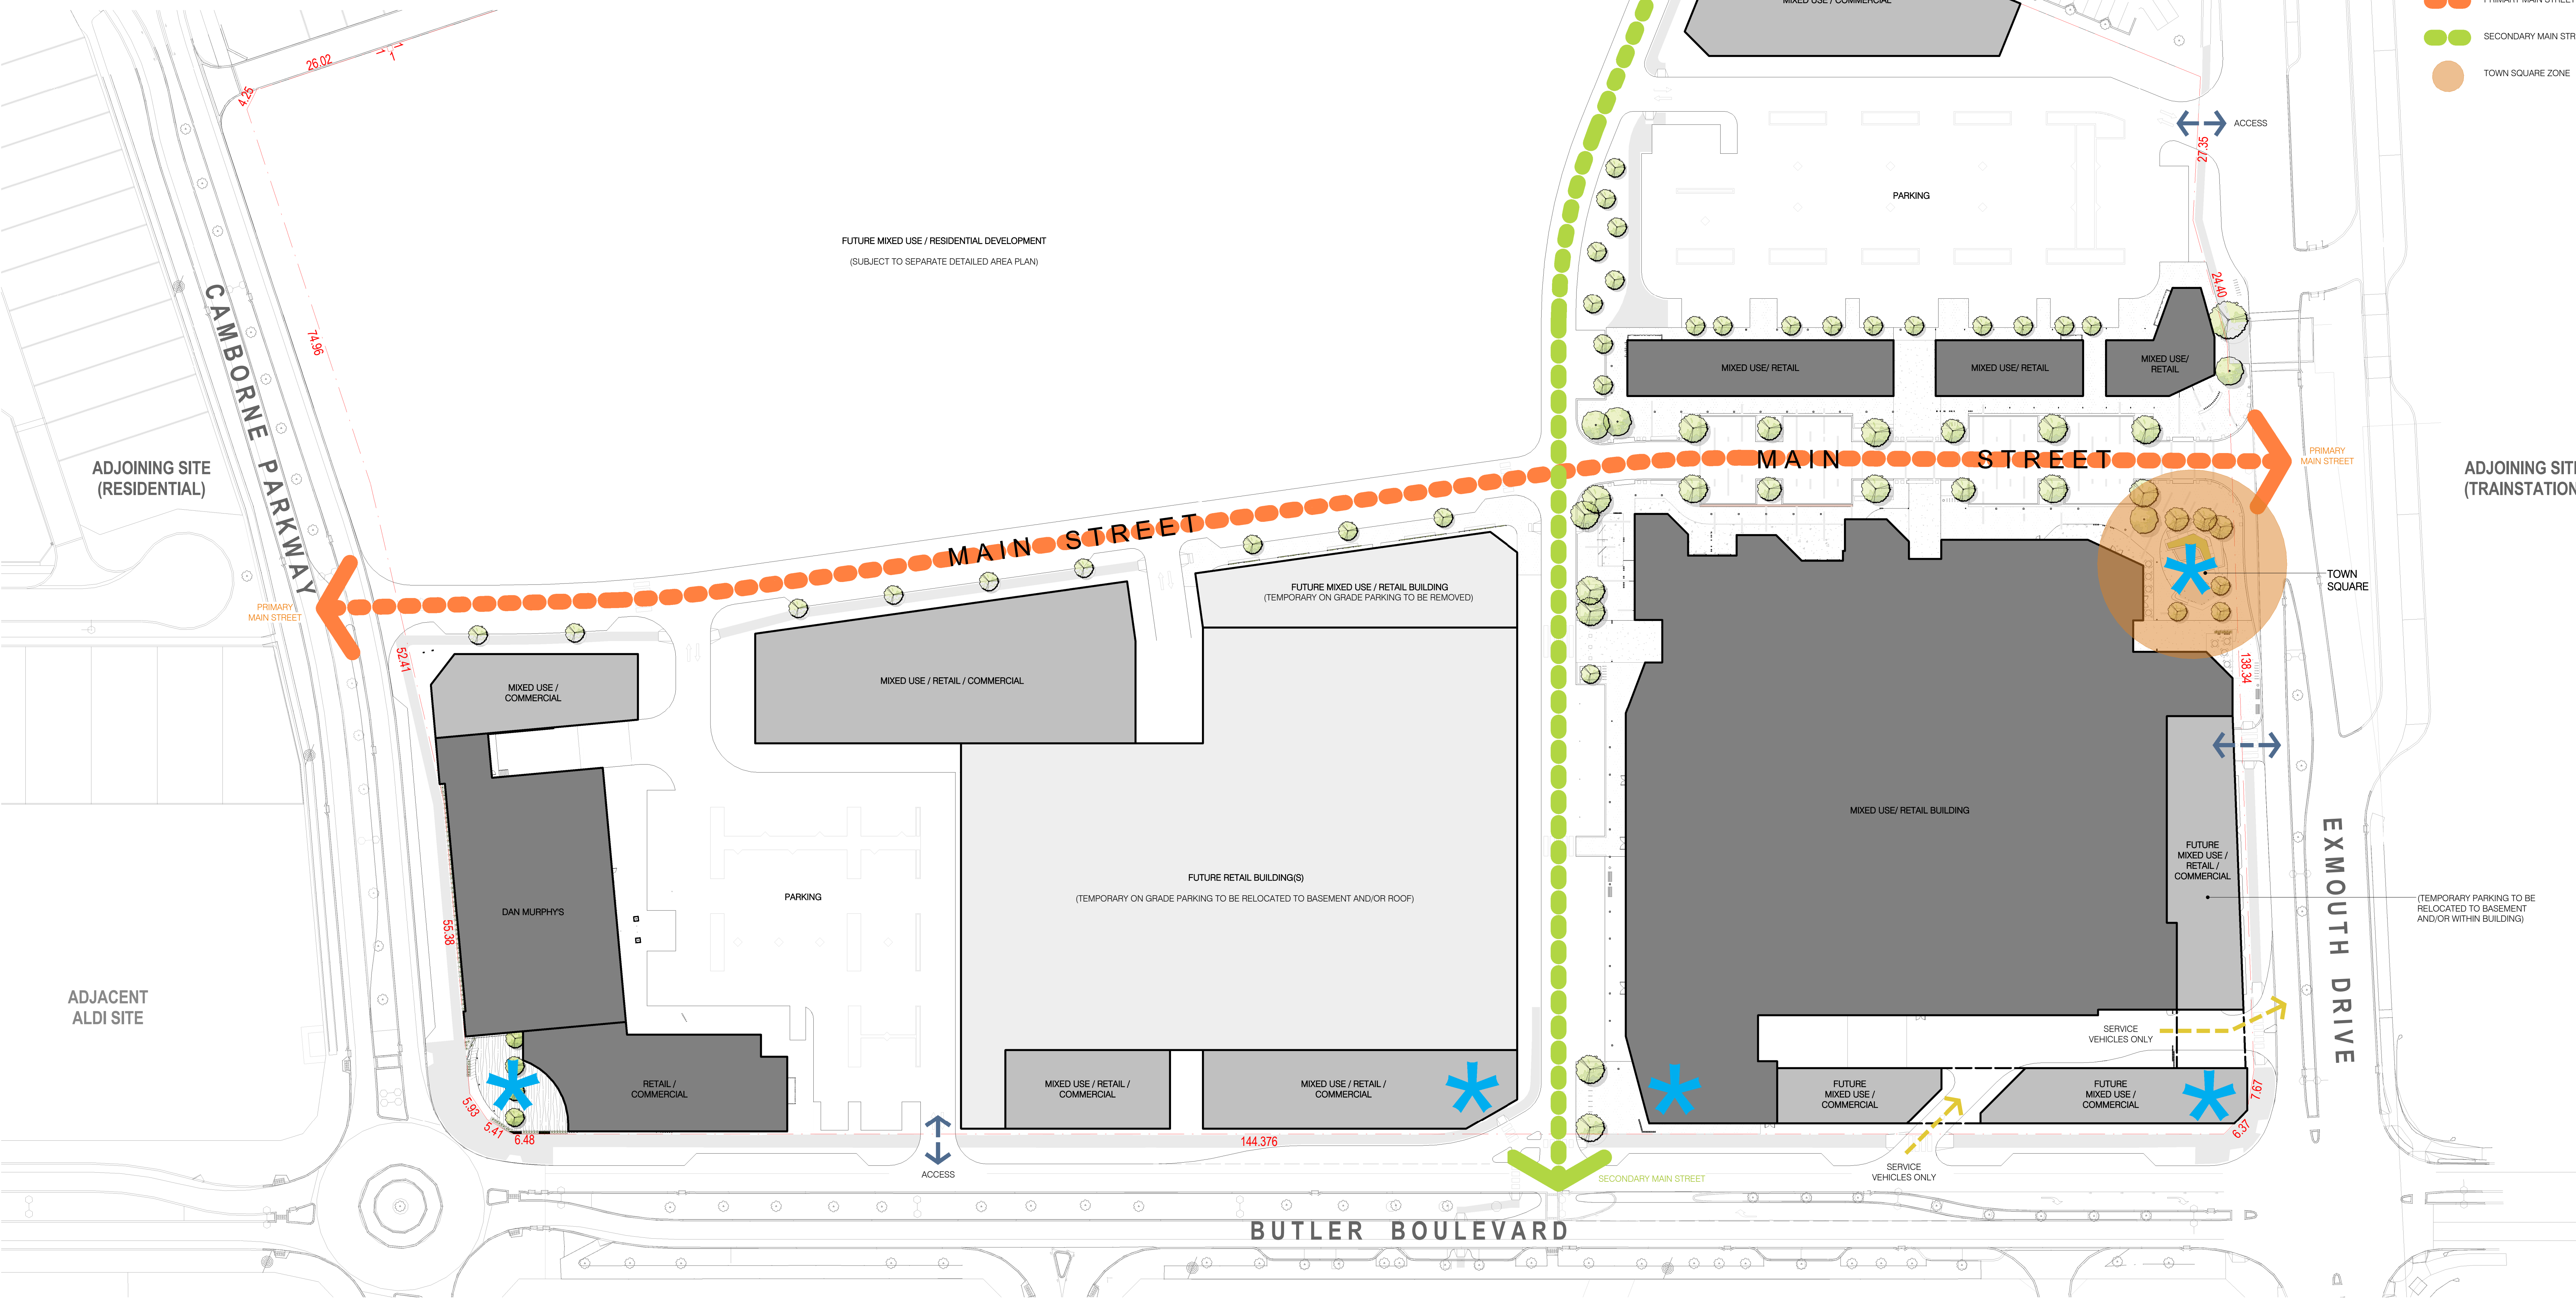 MIXED USE / COMMERCIAL
PRIMARY MAIN STREET
SECONDARY MAIN STR
TOWN SQUARE ZONE
26.02
1
4.25
ACCESS
27.35
PARKING
FUTURE MIXED USE / RESIDENTIAL DEVELOPMENT
(SUBJECT TO SEPARATE DETAILED AREA PLAN)
24.40
74.96
CAMBORNE PARKWAY
MIXED USE/ RETAIL
MIXED USE/ RETAIL
MIXED USE/
RETAIL
ADJOINING SITE
(RESIDENTIAL)
MAIN STREET
PRIMARY
MAIN STREET
ADJOINING SITE
(TRAINSTATION
MAIN STREET
TOWN
SQUARE
FUTURE MIXED USE / RETAIL BUILDING
(TEMPORARY ON GRADE PARKING TO BE REMOVED)
PRIMARY
MAIN STREET
52.41
138.34
MIXED USE /
COMMERCIAL
MIXED USE / RETAIL / COMMERCIAL
MIXED USE/ RETAIL BUILDING
FUTURE
MIXED USE /
RETAIL /
COMMERCIAL
EXMOUTH DRIVE
FUTURE RETAIL BUILDING(S)
(TEMPORARY ON GRADE PARKING TO BE RELOCATED TO BASEMENT AND/OR ROOF)
(TEMPORARY PARKING TO BE
RELOCATED TO BASEMENT
AND/OR WITHIN BUILDING)
PARKING
DAN MURPHY'S
55.38
ADJACENT
ALDI SITE
SERVICE
VEHICLES ONLY
RETAIL /
COMMERCIAL
MIXED USE / RETAIL /
COMMERCIAL
MIXED USE / RETAIL /
COMMERCIAL
FUTURE
MIXED USE /
COMMERCIAL
FUTURE
MIXED USE /
COMMERCIAL
7.67
6.37
5.93
5.41
6.48
144.376
ACCESS
SERVICE
VEHICLES ONLY
SECONDARY MAIN STREET
BUTLER BOULEVARD